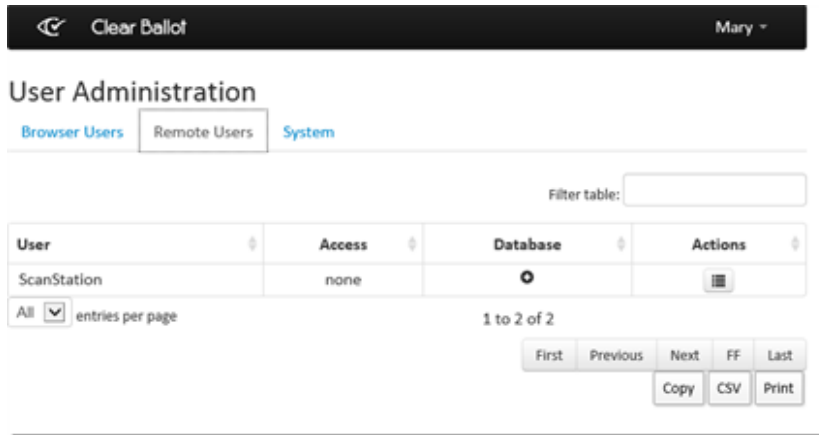 Clear Ballot Mary
User Administration
Browser Users Remote Users System
Filter table:
User Access Database Actions
ScanStation none
All entries per page 1 to 2 of 2
First Previous Next FF Last
Copy CSV Print